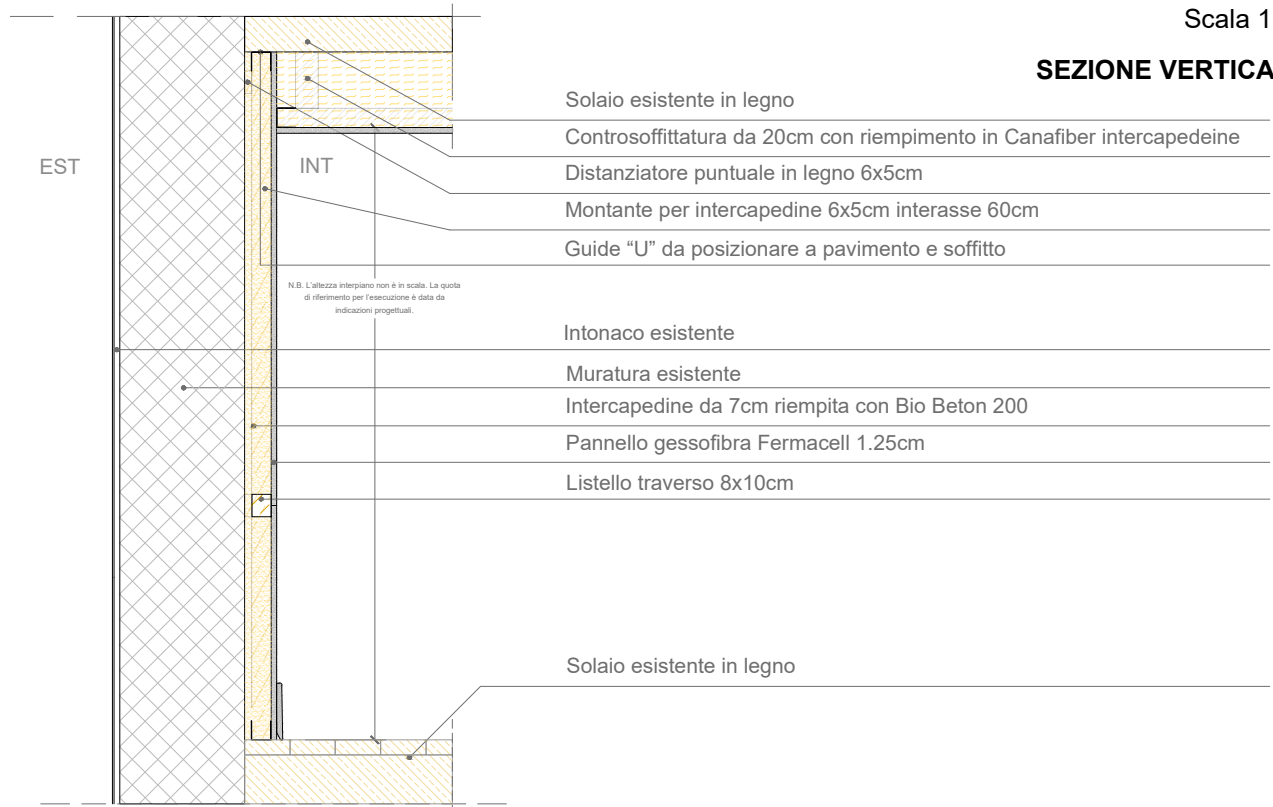 Scala 1
SEZIONE VERTICA
Solaio esistente in legno
Controsoffittatura da 20cm con riempimento in Canafiber intercapedeine
EST
INT
Distanziatore puntuale in legno 6x5cm
Montante per intercapedine 6x5cm interasse 60cm
Guide “U” da posizionare a pavimento e soffitto
N.B. L'altezza interpiano non è in scala. La quota
di riferimento per l'esecuzione è data da
indicazioni progettuali.
Intonaco esistente
Muratura esistente
Intercapedine da 7cm riempita con Bio Beton 200
Pannello gessofibra Fermacell 1.25cm
Listello traverso 8x10cm
Solaio esistente in legno